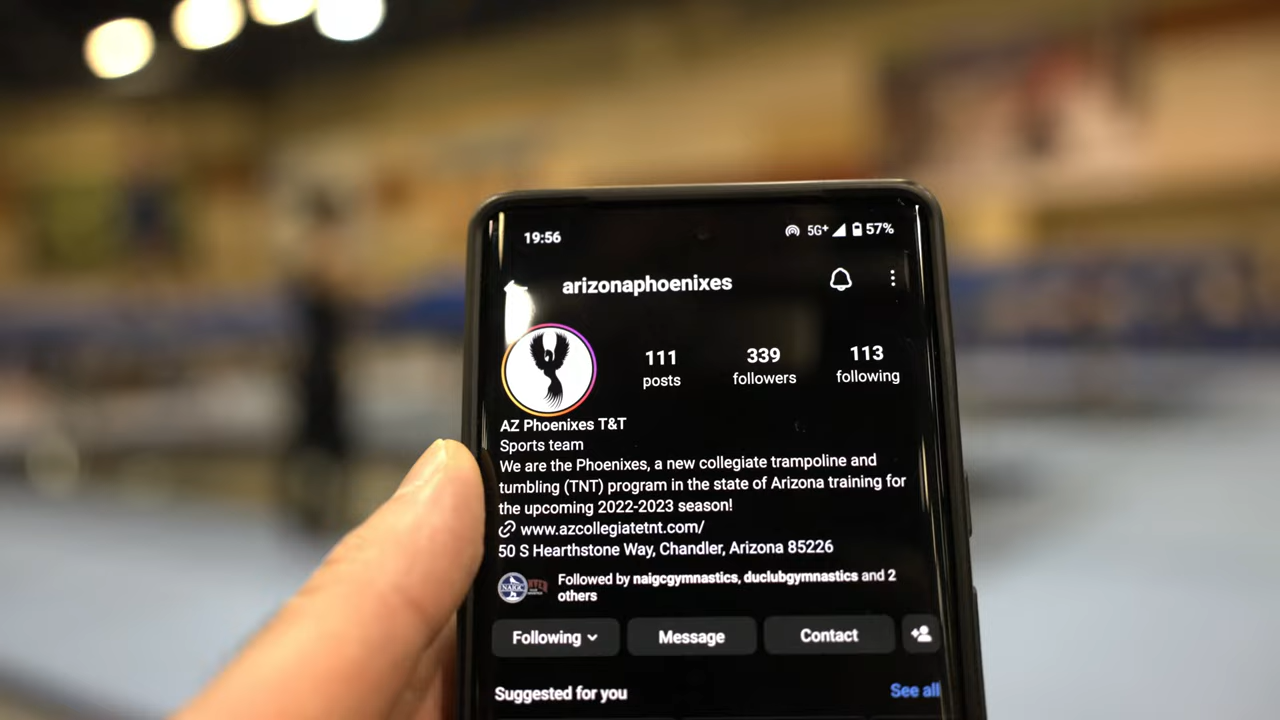 19:56 5G+ 57%
arizonaphoenixes
111 339 113
posts followers following
AZ Phoenixes T&T
Sports team
We are the Phoenixes, a new collegiate trampoline and
tumbling (TNT) program in the state of Arizona training for
the upcoming 2022-2023 season!
www.azcollegiatetnt.com/
50 S Hearthstone Way, Chandler, Arizona 85226
Followed by naigcgymnastics, duclubgymnastics and 2
others
Following Message Contact
Suggested for you See all